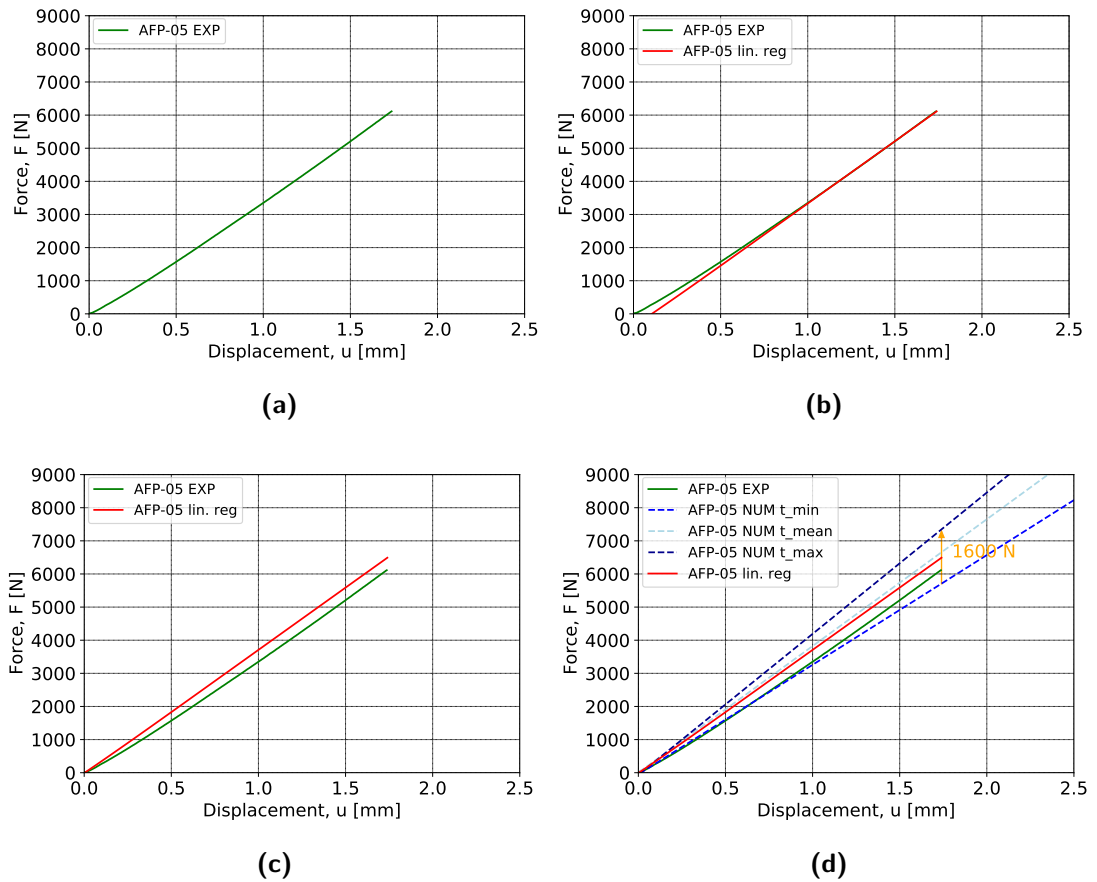 9000
8000
7000
6000
5000
4000
3000
2000
1000
0
Force, F [N]
AFP-05 EXP
0.0 0.5 1.0 1.5 2.0 2.5
Displacement, u [mm]
(a)
9000
8000
7000
6000
5000
4000
3000
2000
1000
0
Force, F [N]
AFP-05 EXP
AFP-05 lin. reg
0.0 0.5 1.0 1.5 2.0 2.5
Displacement, u [mm]
(b)
9000
8000
7000
6000
5000
4000
3000
2000
1000
0
Force, F [N]
AFP-05 EXP
AFP-05 lin. reg
0.0 0.5 1.0 1.5 2.0 2.5
Displacement, u [mm]
(c)
9000
8000
7000
6000
5000
4000
3000
2000
1000
0
Force, F [N]
AFP-05 EXP
AFP-05 NUM t_min
AFP-05 NUM t_mean
AFP-05 NUM t_max
AFP-05 lin. reg
1600 N
0.0 0.5 1.0 1.5 2.0 2.5
Displacement, u [mm]
(d)